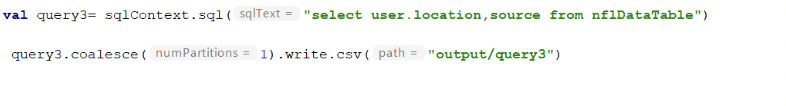 val query3= sqlContext.sql( sqlText = "select user.location,source from nflDataTable")
query3.coalesce( numPartitions = 1).write.csv( path = "output/query3")